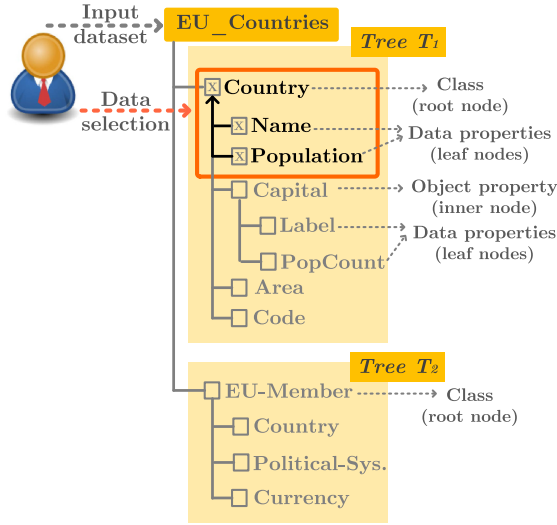 Input
dataset
EU_Countries
Tree T1
X Country
Class
(root node)
Data
selection
X Name
Data properties
(leaf nodes)
X Population
Capital
Object property
(inner node)
Label
Data properties
(leaf nodes)
PopCount
Area
Code
Tree T2
EU-Member
Class
(root node)
Country
Political-Sys.
Currency